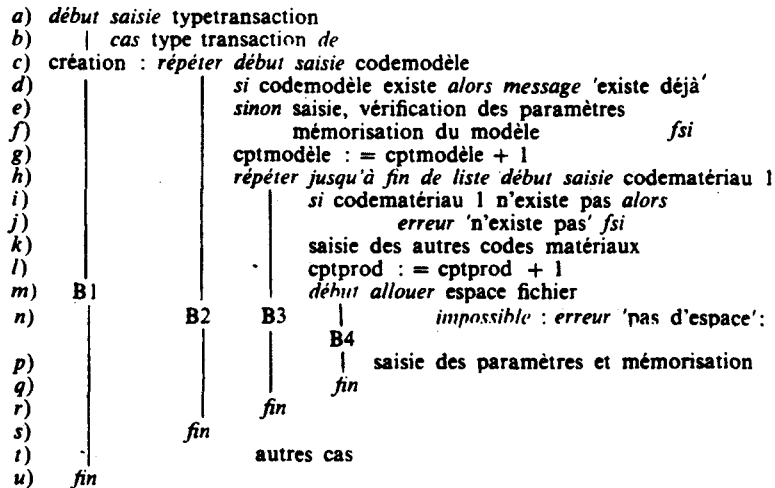 a) début saisie typetransaction
b) cas type transaction de
c) création : répéter début saisie codemodèle
d) si codemodèle existe alors message 'existe déjà'
e) sinon saisie, vérification des paramètres
f) mémorisation du modèle fsi
g) cptmodèle : = cptmodèle + 1
h) répéter jusqu'à fin de liste début saisie codematériau 1
i) si codematériau 1 n'existe pas alors
j) erreur 'n'existe pas' fsi
k) saisie des autres codes matériaux
l) cptprod : = cptprod + 1
m) B1 début allouer espace fichier
n) B2 B3 impossible : erreur 'pas d'espace':
B4
p) saisie des paramètres et mémorisation
q) fin
r) fin
s) fin
t) autres cas
u) fin